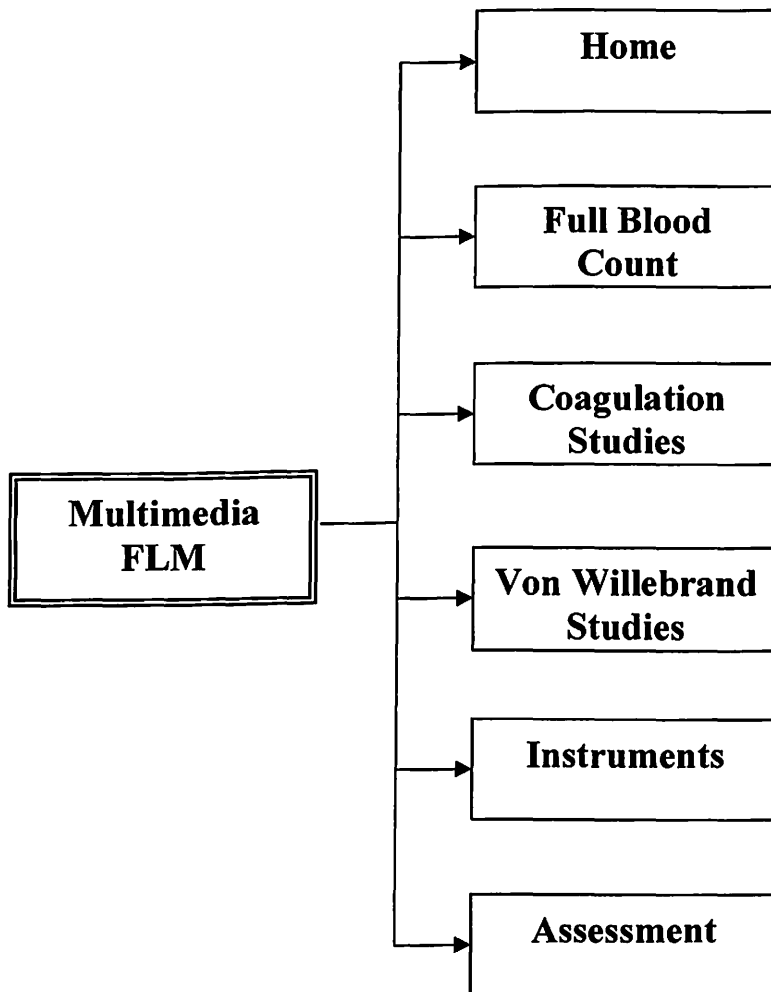 Home
Full Blood
Count
Coagulation
Studies
Multimedia
FLM
Von Willebrand
Studies
Instruments
Assessment